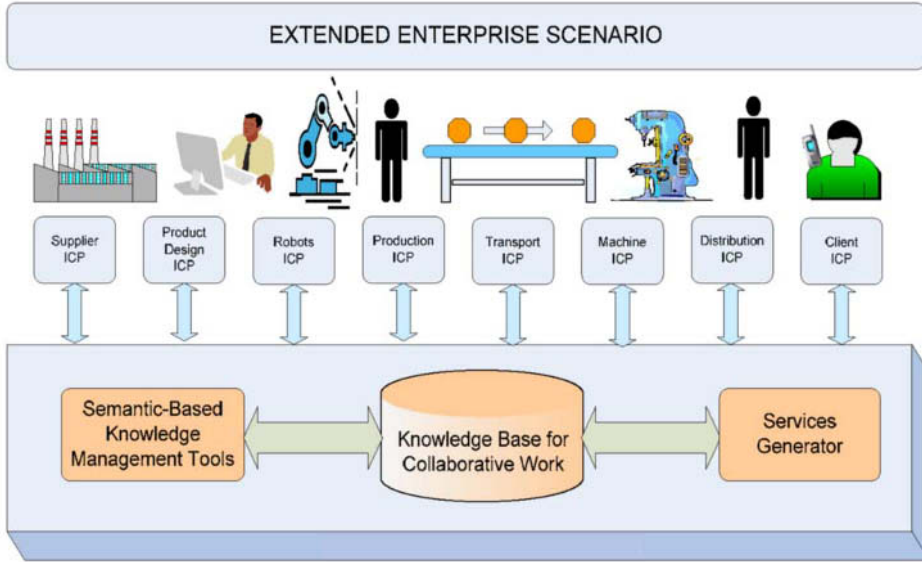 EXTENDED ENTERPRISE SCENARIO
Supplier
ICP
Product
Design
ICP
Robots
ICP
Production
ICP
Transport
ICP
Machine
ICP
Distribution
ICP
Client
ICP
Semantic-Based
Knowledge
Management Tools
Knowledge Base for
Collaborative Work
Services
Generator